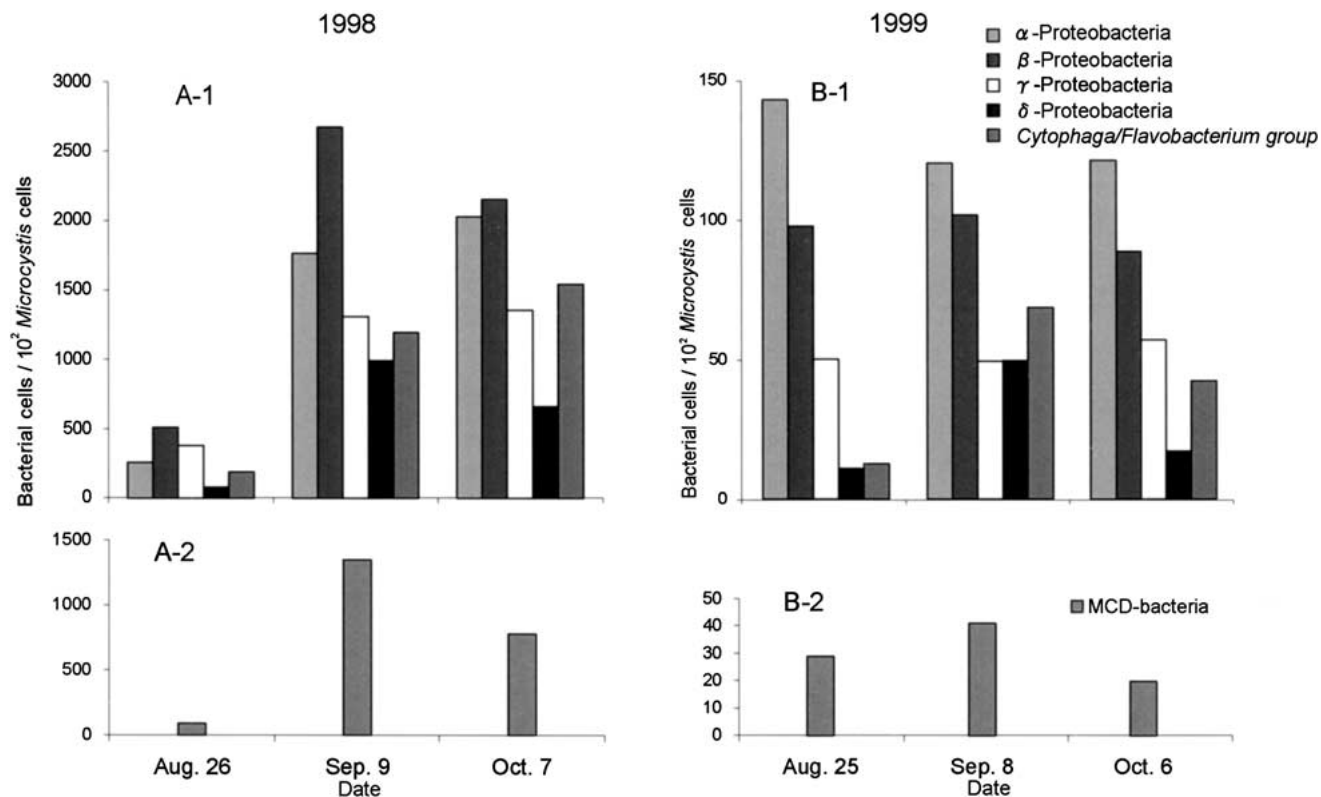 1998
1999
α-Proteobacteria
β-Proteobacteria
γ-Proteobacteria
δ-Proteobacteria
Cytophaga/Flavobacterium group
A-1
3000
2500
2000
1500
1000
500
0
Bacterial cells / 10² Microcystis cells
B-1
150
100
50
0
Bacterial cells / 10² Microcystis cells
A-2
1500
1000
500
0
Aug. 26
Sep. 9
Oct. 7
Date
B-2
MCD-bacteria
50
40
30
20
10
0
Aug. 25
Sep. 8
Oct. 6
Date